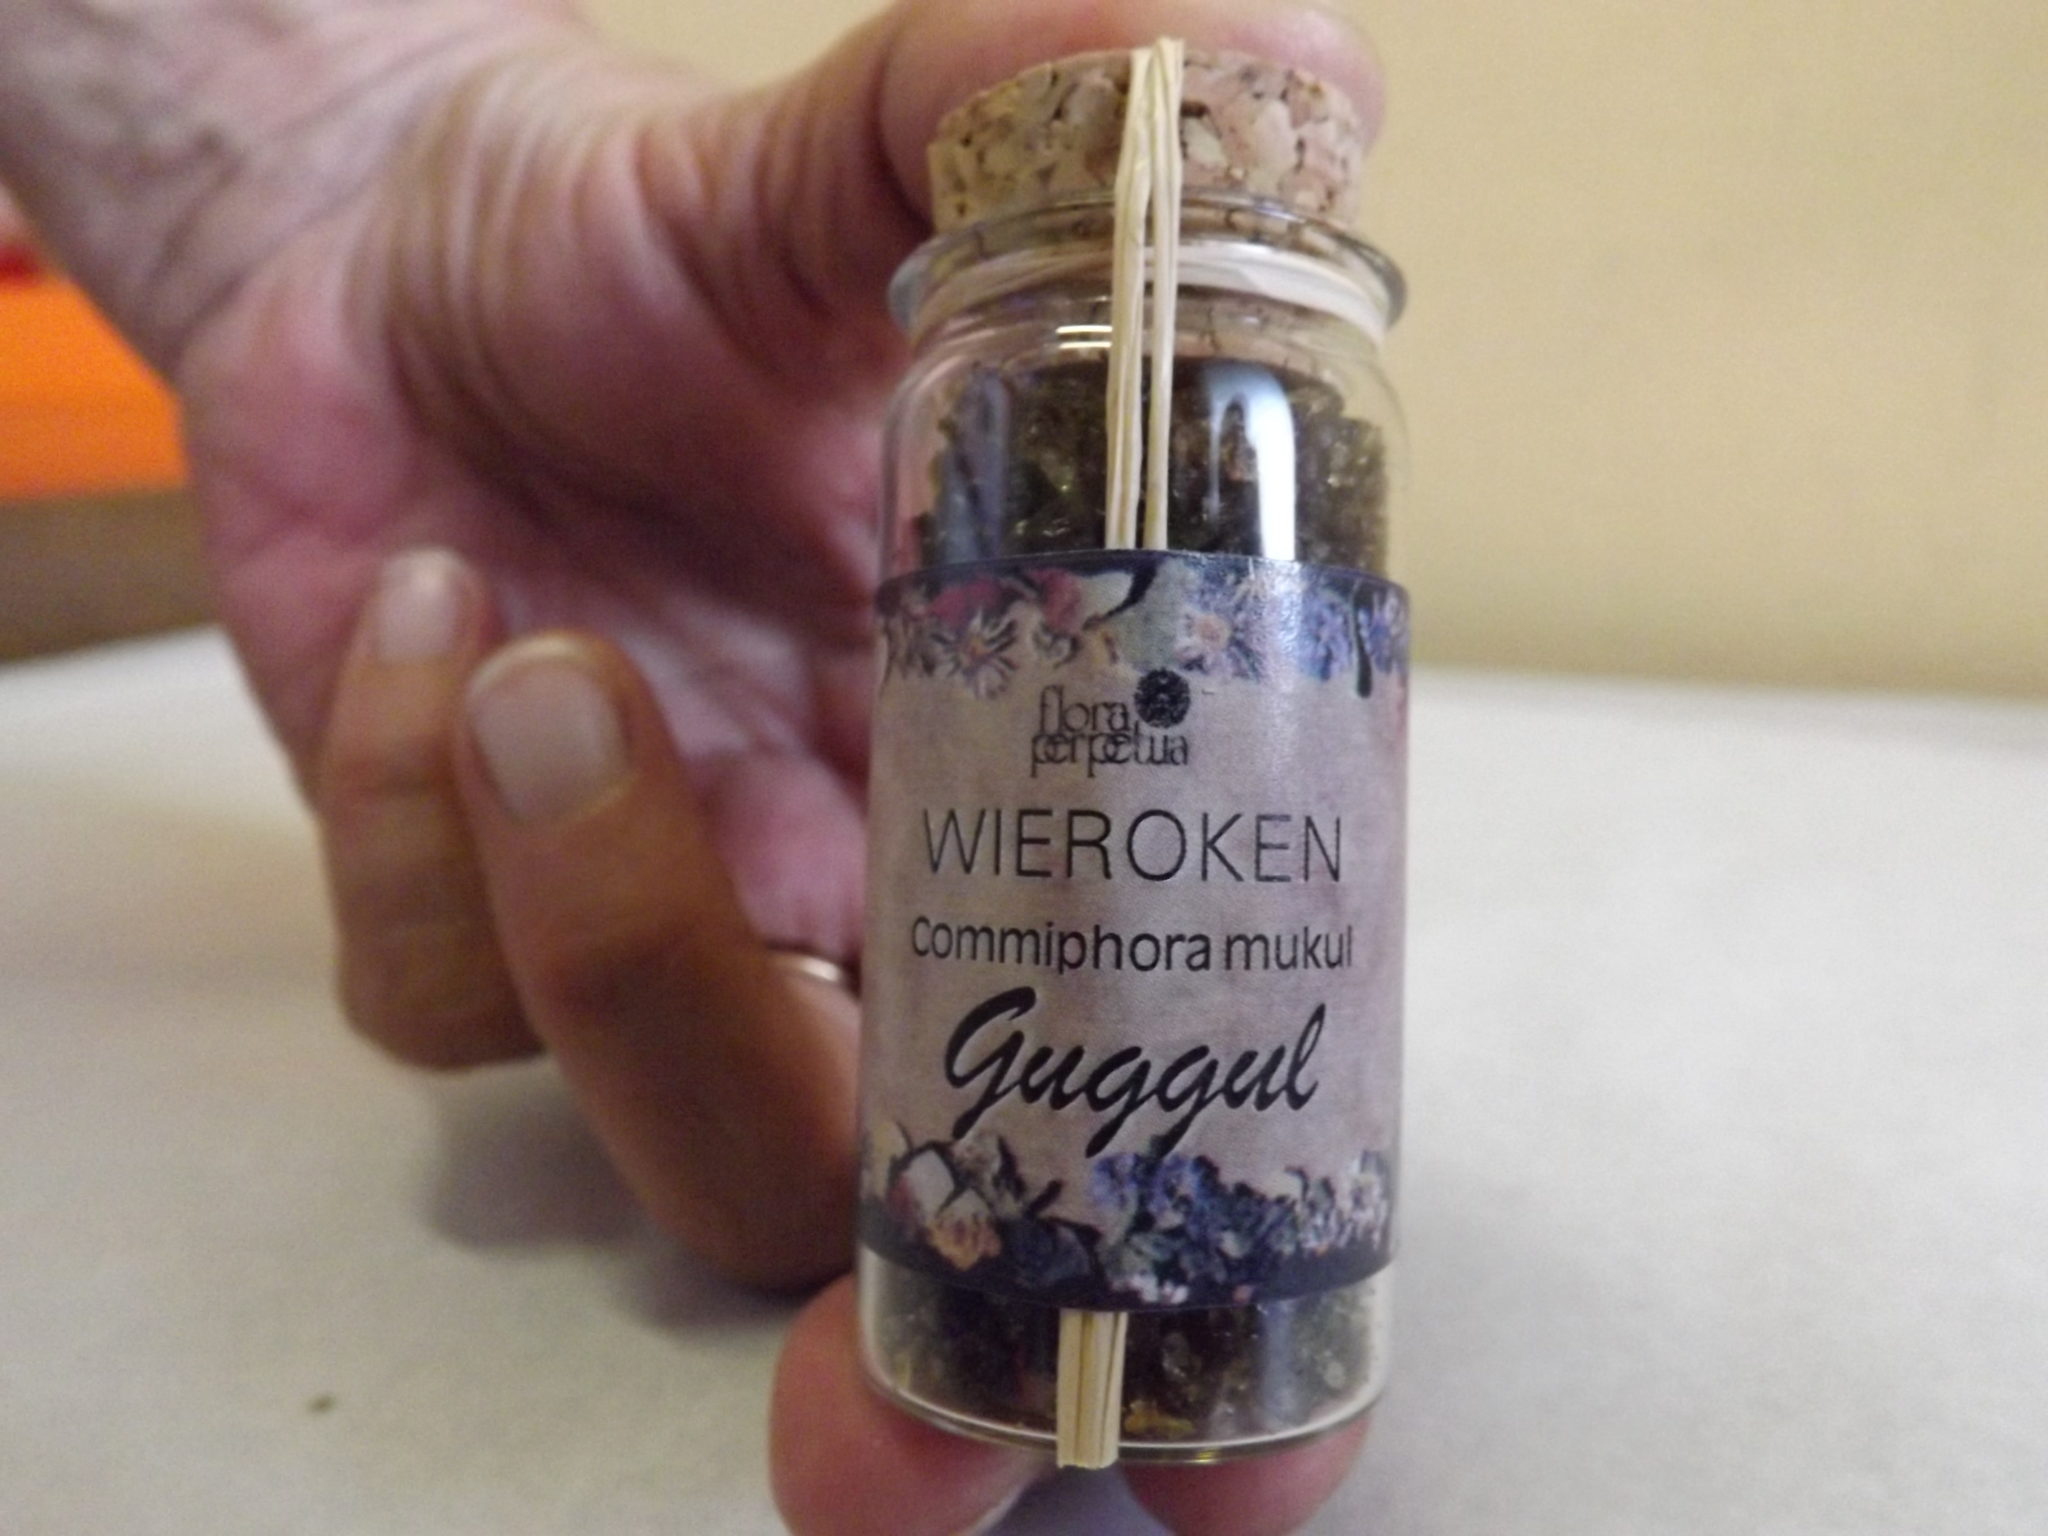 flora
perpetua
WIEROKEN
Commiphora mukul
Guggul